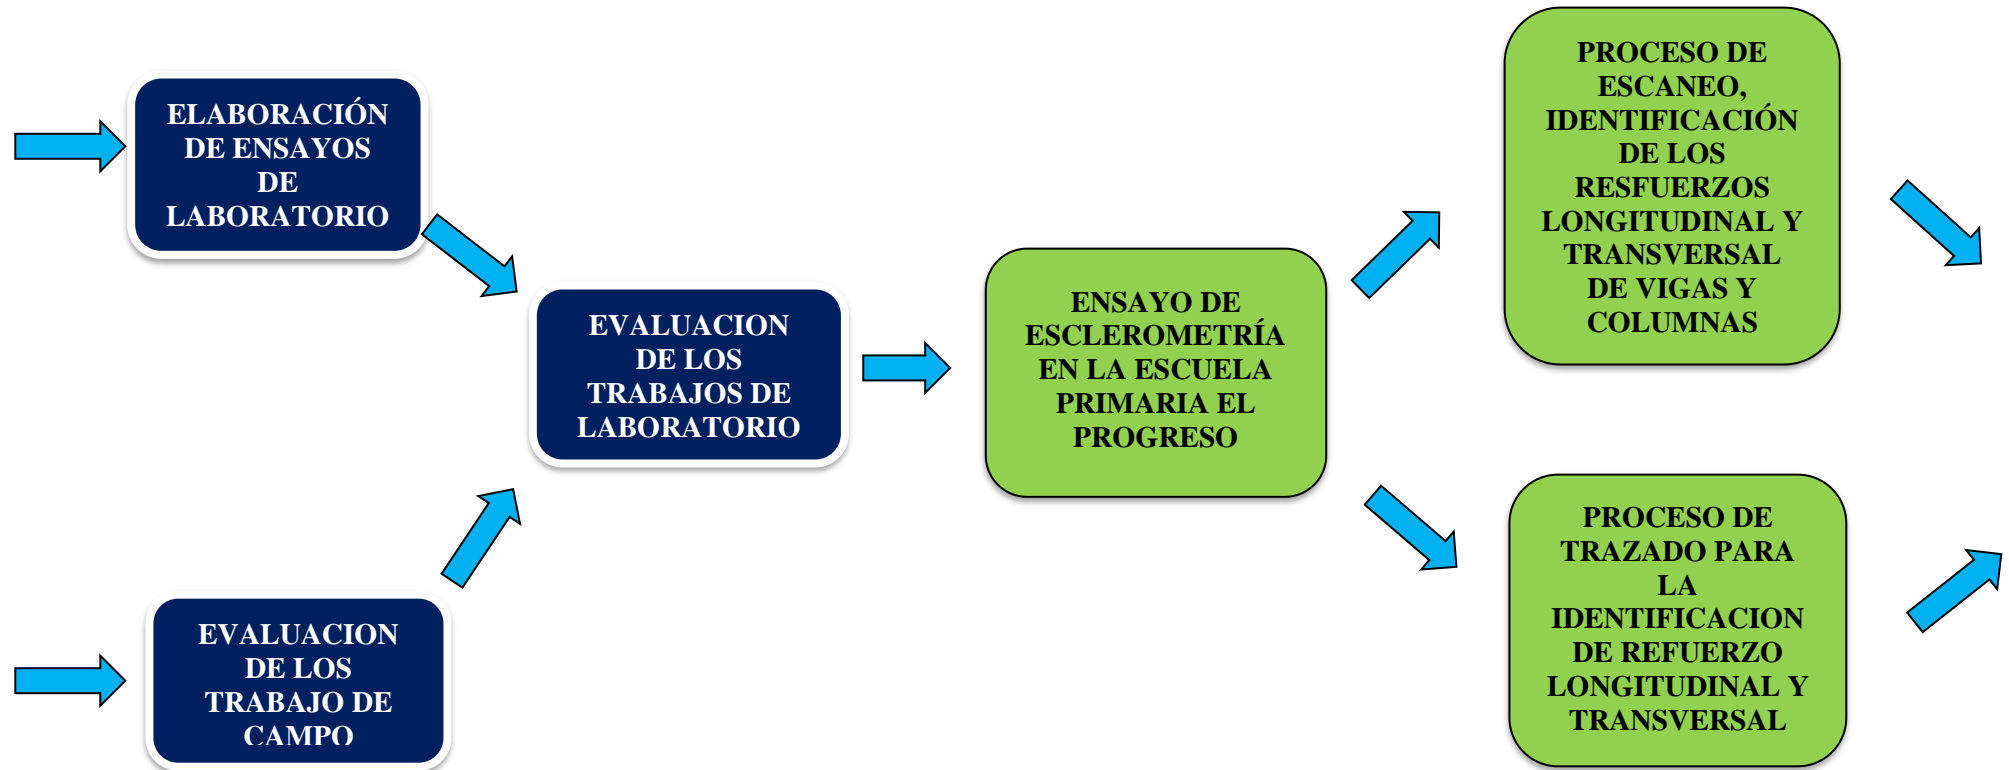 ELABORACIÓN
DE ENSAYOS
DE
LABORATORIO
EVALUACION
DE LOS
TRABAJO DE
CAMPO
EVALUACION
DE LOS
TRABAJOS DE
LABORATORIO
ENSAYO DE
ESCLEROMETRÍA
EN LA ESCUELA
PRIMARIA EL
PROGRESO
PROCESO DE
ESCANEO,
IDENTIFICACIÓN
DE LOS
RESFUERZOS
LONGITUDINAL Y
TRANSVERSAL
DE VIGAS Y
COLUMNAS
PROCESO DE
TRAZADO PARA
LA
IDENTIFICACION
DE REFUERZO
LONGITUDINAL Y
TRANSVERSAL